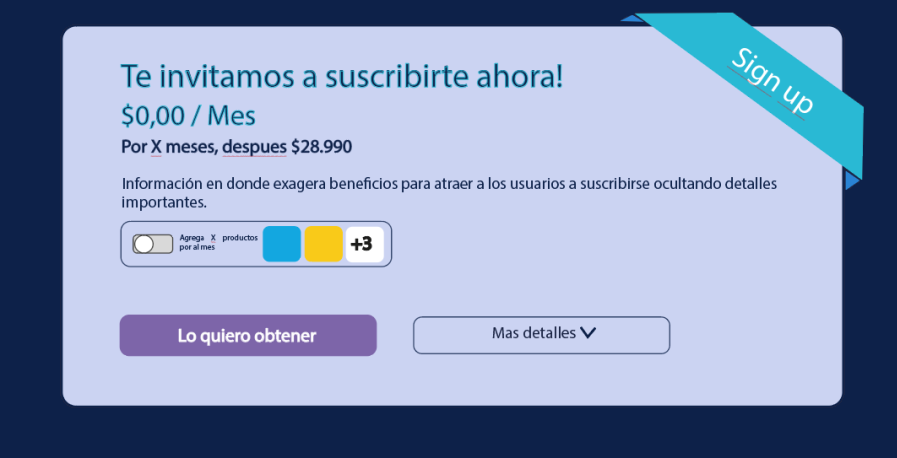 Te invitamos a suscribirte ahora!
Sign up
$0,00 / Mes
Por X meses, despues $28.990
Información en donde exagera beneficios para atraer a los usuarios a suscribirse ocultando detalles
importantes.
Agrega X productos
por al mes
+3
Lo quiero obtener
Mas detalles